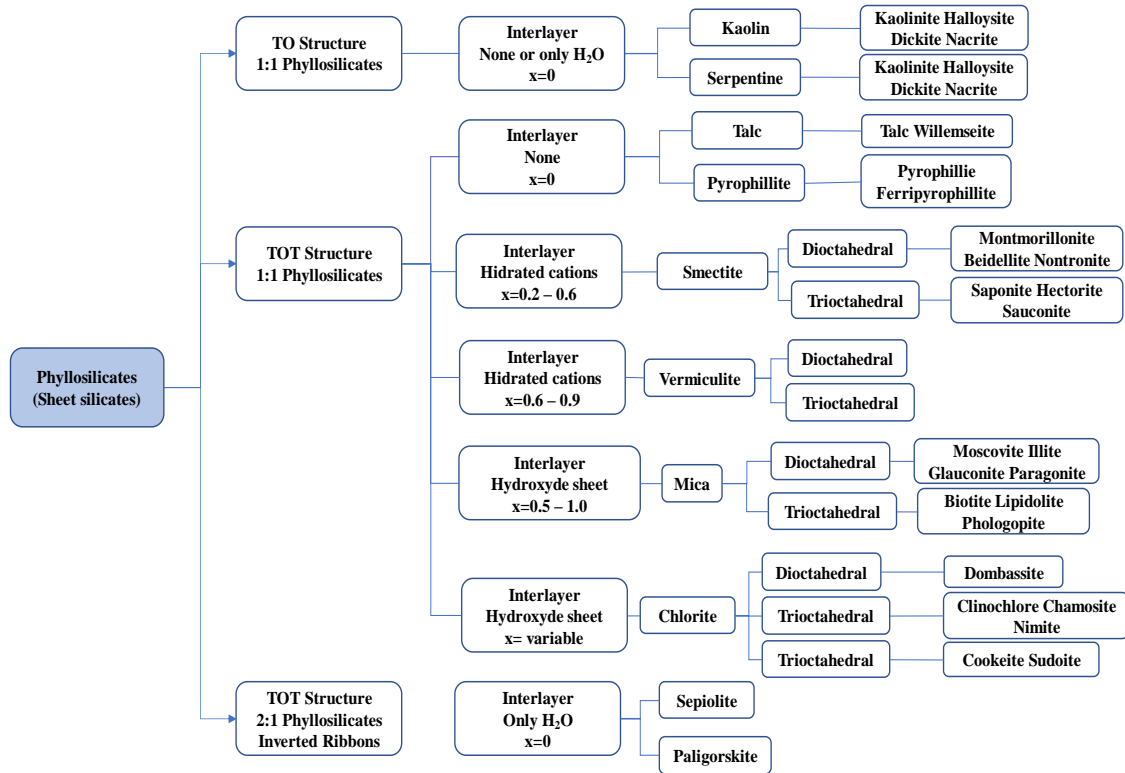 Phyllosilicates
(Sheet silicates)
TO Structure
1:1 Phyllosilicates
Interlayer
None or only H₂O
x=0
Kaolin
Kaolinite Halloysite
Dickite Nacrite
Serpentine
Kaolinite Halloysite
Dickite Nacrite
TOT Structure
1:1 Phyllosilicates
Interlayer
None
x=0
Talc
Talc Willemseite
Pyrophillite
Pyrophillie
Ferripyrophillite
Interlayer
Hidrated cations
x=0.2 – 0.6
Smectite
Dioctahedral
Montmorillonite
Beidellite Nontronite
Trioctahedral
Saponite Hectorite
Sauconite
Interlayer
Hidrated cations
x=0.6 – 0.9
Vermiculite
Dioctahedral
Trioctahedral
Interlayer
Hydroxyde sheet
x=0.5 – 1.0
Mica
Dioctahedral
Moscovite Illite
Glauconite Paragonite
Trioctahedral
Biotite Lipidolite
Phologopite
Interlayer
Hydroxyde sheet
x= variable
Chlorite
Dioctahedral
Dombassite
Trioctahedral
Clinochlore Chamosite
Nimite
Trioctahedral
Cookeite Sudoite
TOT Structure
2:1 Phyllosilicates
Inverted Ribbons
Interlayer
Only H₂O
x=0
Sepiolite
Paligorskite